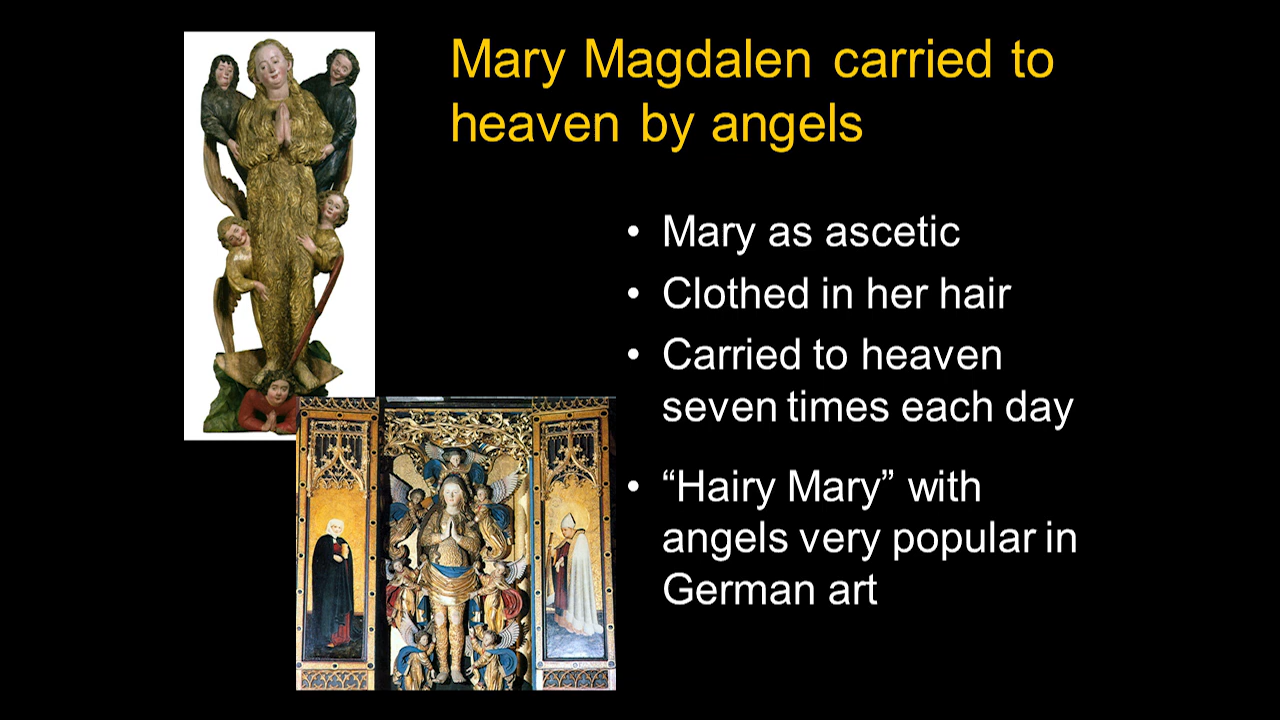 Mary Magdalen carried to
heaven by angels
• Mary as ascetic
• Clothed in her hair
• Carried to heaven
seven times each day
• “Hairy Mary” with
angels very popular in
German art